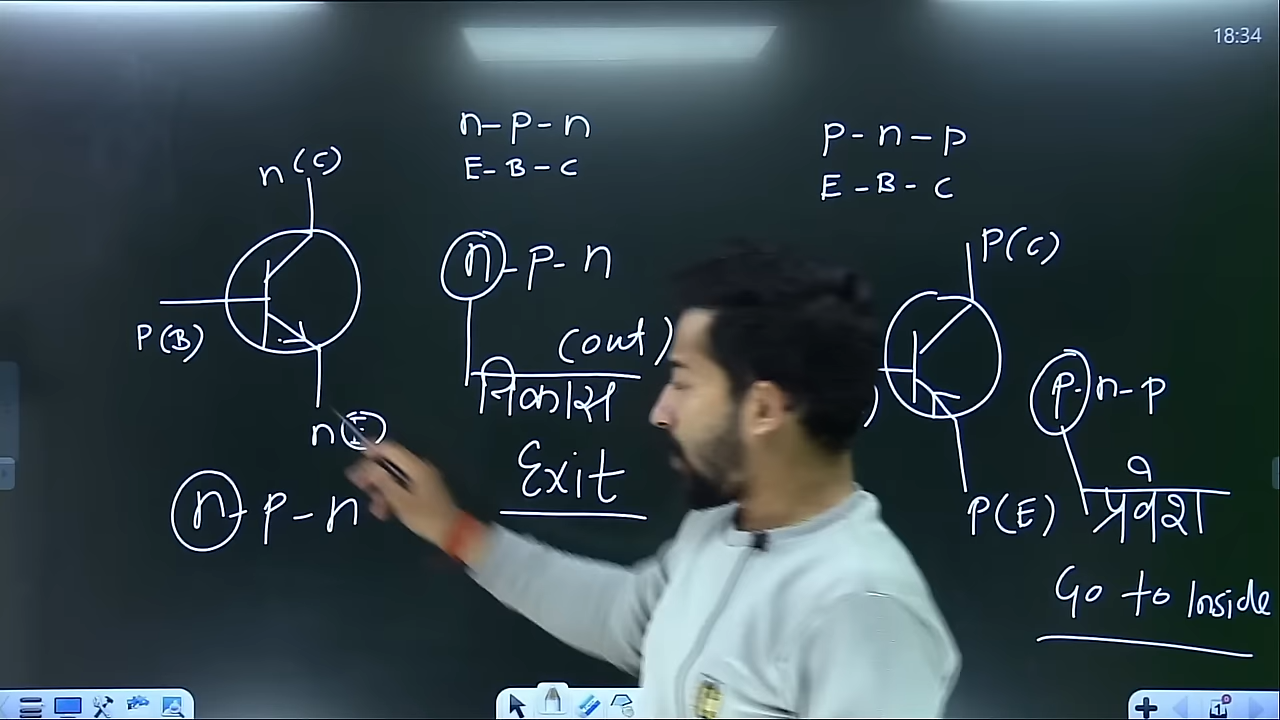 18:34
n-p-n
E-B-C
p-n-p
E-B-C
n(C)
P(B)
n(E)
n-p-n
(out)
निकास
Exit
n-p-n
P(C)
)
P(E)
p-n-p
प्रवेश
Go to Inside